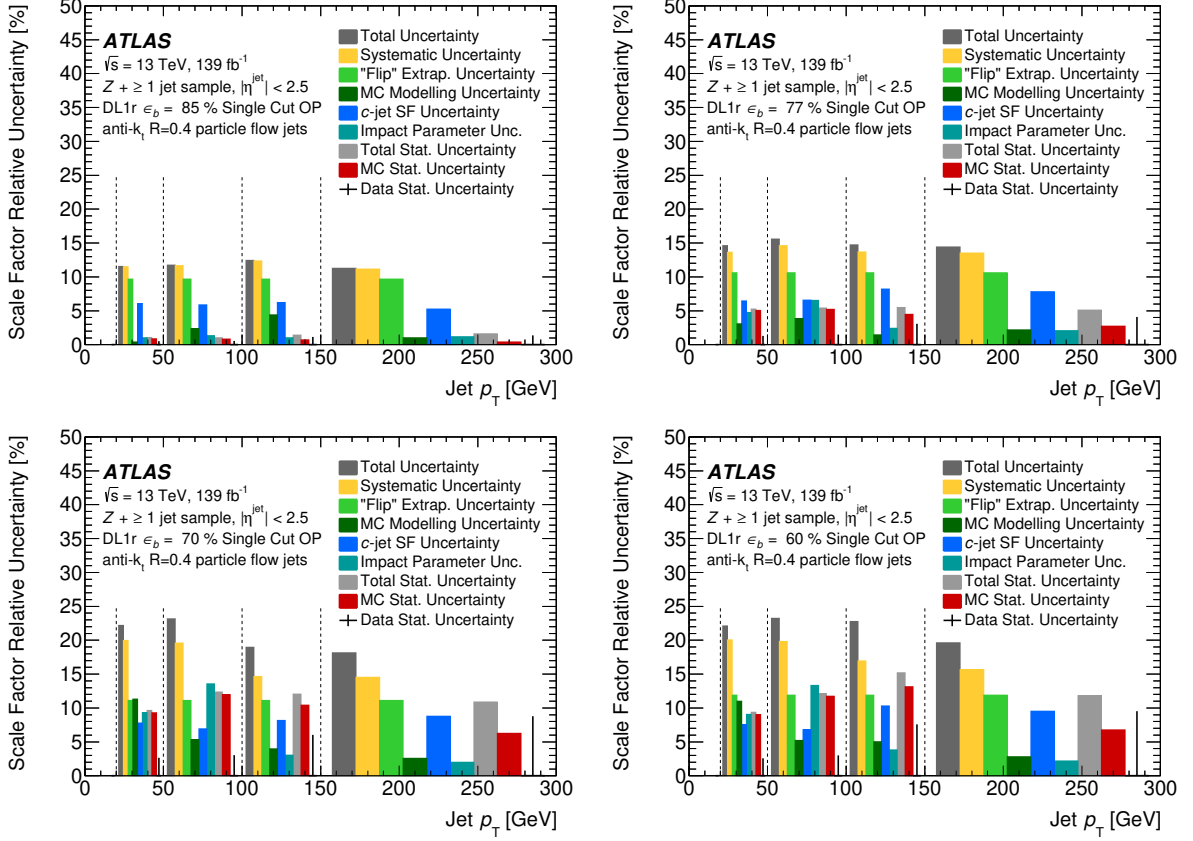 Scale Factor Relative Uncertainty [%]
50
45
40
35
30
25
20
15
10
5
0
ATLAS
√s = 13 TeV, 139 fb⁻¹
Z + ≥ 1 jet sample, |η^jet| < 2.5
DL1r ϵ_b = 85 % Single Cut OP
anti-k_t R=0.4 particle flow jets
Total Uncertainty
Systematic Uncertainty
"Flip" Extrap. Uncertainty
MC Modelling Uncertainty
c-jet SF Uncertainty
Impact Parameter Unc.
Total Stat. Uncertainty
MC Stat. Uncertainty
Data Stat. Uncertainty
0 50 100 150 200 250 300
Jet p_T [GeV]
Scale Factor Relative Uncertainty [%]
50
45
40
35
30
25
20
15
10
5
0
ATLAS
√s = 13 TeV, 139 fb⁻¹
Z + ≥ 1 jet sample, |η^jet| < 2.5
DL1r ϵ_b = 77 % Single Cut OP
anti-k_t R=0.4 particle flow jets
Total Uncertainty
Systematic Uncertainty
"Flip" Extrap. Uncertainty
MC Modelling Uncertainty
c-jet SF Uncertainty
Impact Parameter Unc.
Total Stat. Uncertainty
MC Stat. Uncertainty
Data Stat. Uncertainty
0 50 100 150 200 250 300
Jet p_T [GeV]
Scale Factor Relative Uncertainty [%]
50
45
40
35
30
25
20
15
10
5
0
ATLAS
√s = 13 TeV, 139 fb⁻¹
Z + ≥ 1 jet sample, |η^jet| < 2.5
DL1r ϵ_b = 70 % Single Cut OP
anti-k_t R=0.4 particle flow jets
Total Uncertainty
Systematic Uncertainty
"Flip" Extrap. Uncertainty
MC Modelling Uncertainty
c-jet SF Uncertainty
Impact Parameter Unc.
Total Stat. Uncertainty
MC Stat. Uncertainty
Data Stat. Uncertainty
0 50 100 150 200 250 300
Jet p_T [GeV]
Scale Factor Relative Uncertainty [%]
50
45
40
35
30
25
20
15
10
5
0
ATLAS
√s = 13 TeV, 139 fb⁻¹
Z + ≥ 1 jet sample, |η^jet| < 2.5
DL1r ϵ_b = 60 % Single Cut OP
anti-k_t R=0.4 particle flow jets
Total Uncertainty
Systematic Uncertainty
"Flip" Extrap. Uncertainty
MC Modelling Uncertainty
c-jet SF Uncertainty
Impact Parameter Unc.
Total Stat. Uncertainty
MC Stat. Uncertainty
Data Stat. Uncertainty
0 50 100 150 200 250 300
Jet p_T [GeV]